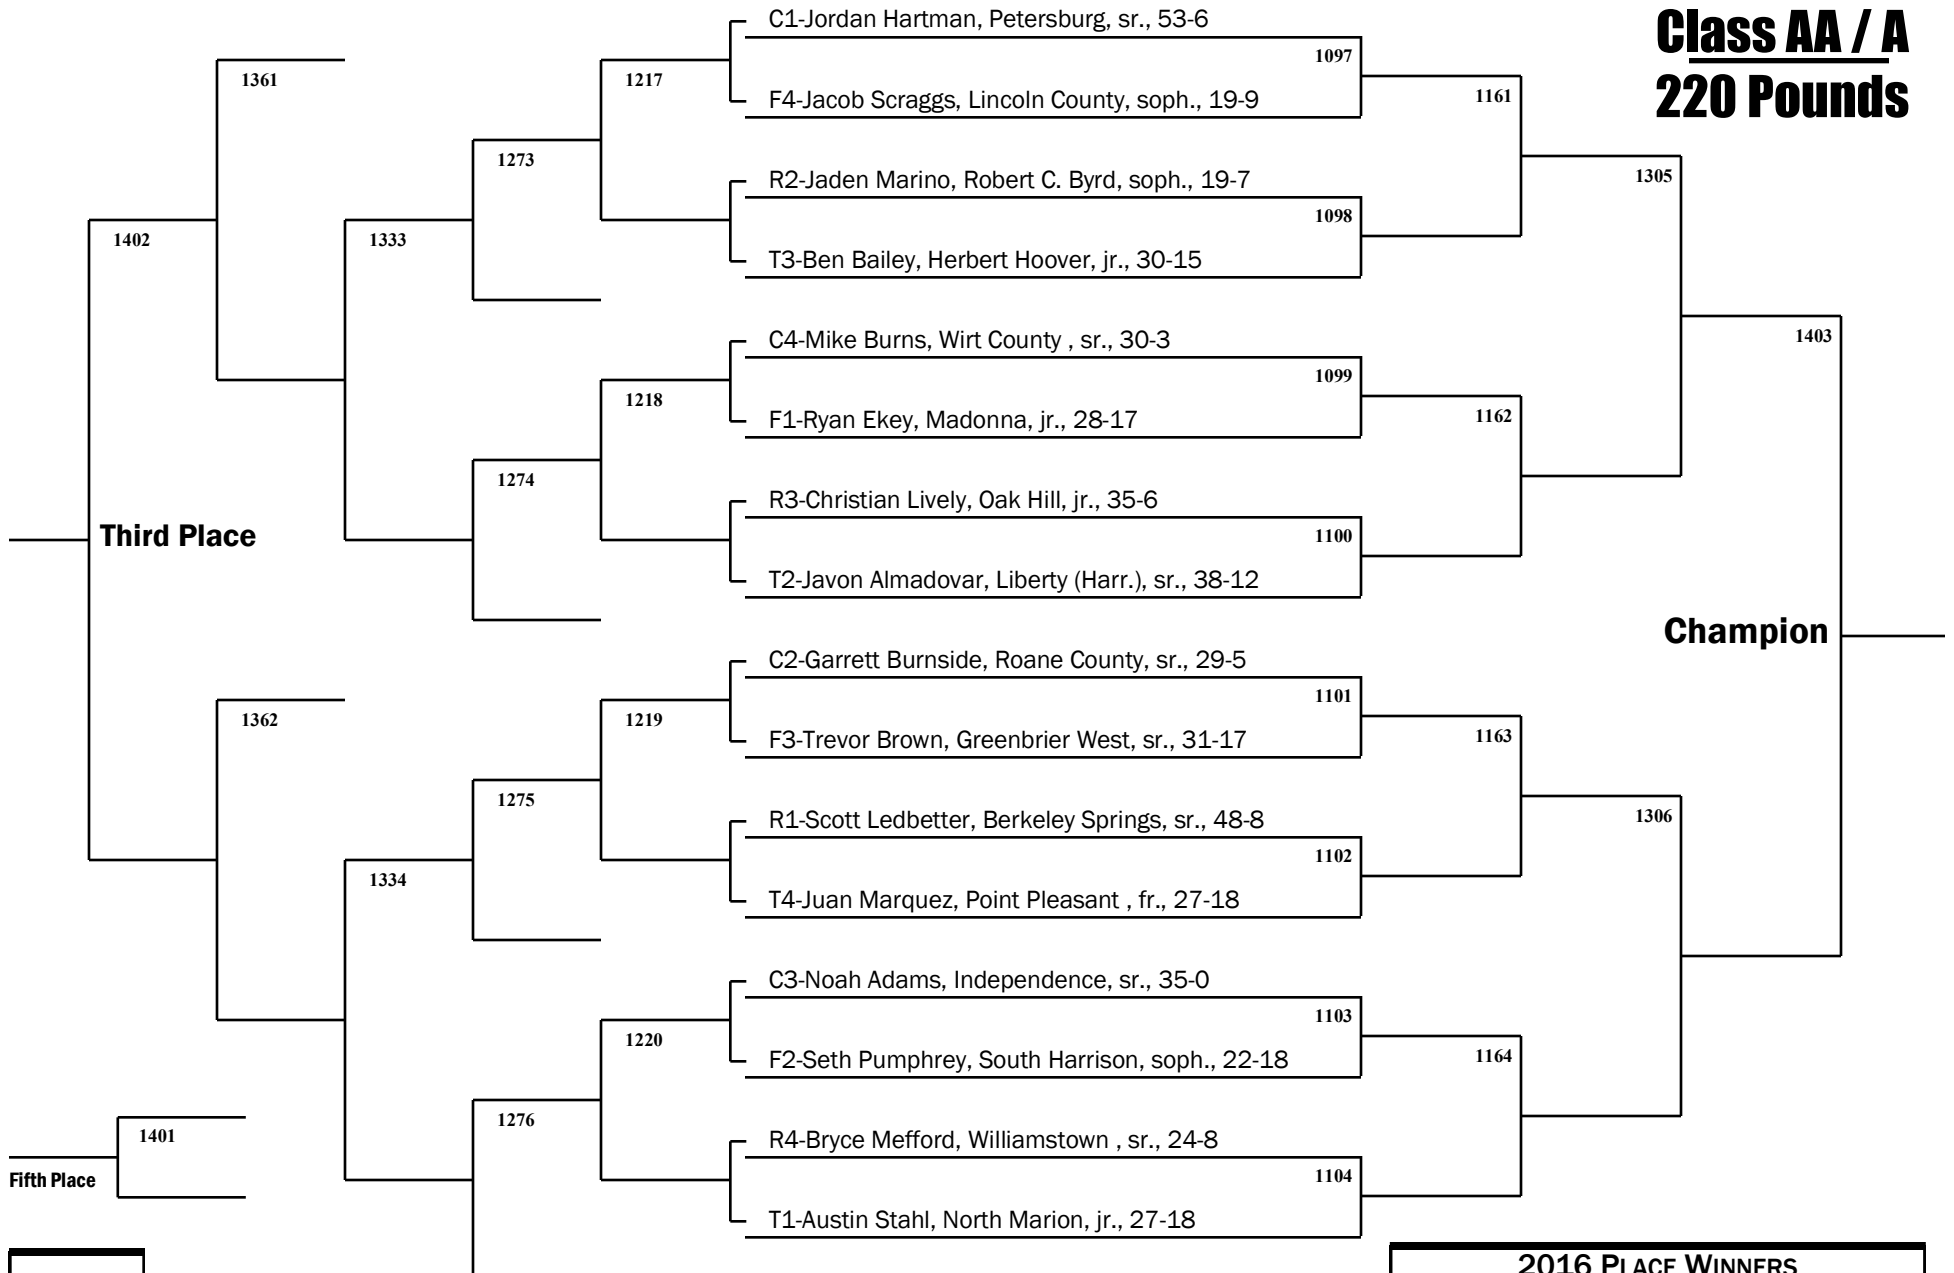 Class AA / A
220 Pounds
C1-Jordan Hartman, Petersburg, sr., 53-6
1097
F4-Jacob Scraggs, Lincoln County, soph., 19-9
1161
R2-Jaden Marino, Robert C. Byrd, soph., 19-7
1098
T3-Ben Bailey, Herbert Hoover, jr., 30-15
1305
C4-Mike Burns, Wirt County , sr., 30-3
1099
F1-Ryan Ekey, Madonna, jr., 28-17
1162
R3-Christian Lively, Oak Hill, jr., 35-6
1100
T2-Javon Almadovar, Liberty (Harr.), sr., 38-12
1403
Champion
C2-Garrett Burnside, Roane County, sr., 29-5
1101
F3-Trevor Brown, Greenbrier West, sr., 31-17
1163
R1-Scott Ledbetter, Berkeley Springs, sr., 48-8
1102
T4-Juan Marquez, Point Pleasant , fr., 27-18
1306
C3-Noah Adams, Independence, sr., 35-0
1103
F2-Seth Pumphrey, South Harrison, soph., 22-18
1164
R4-Bryce Mefford, Williamstown , sr., 24-8
1104
T1-Austin Stahl, North Marion, jr., 27-18
1217
1218
1219
1220
1273
1274
1275
1276
1333
1334
1361
1362
1402
Third Place
1401
Fifth Place
2016 PLACE WINNERS